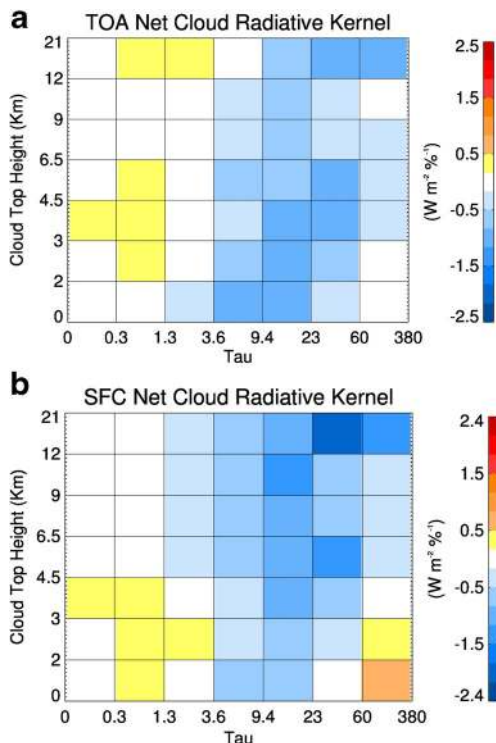 a
TOA Net Cloud Radiative Kernel
Cloud Top Height (Km)
21
12
9
6.5
4.5
3
2
0
0 0.3 1.3 3.6 9.4 23 60 380
Tau
2.5
1.5
0.5
-0.5
-1.5
-2.5
(W m⁻² %⁻¹)
b
SFC Net Cloud Radiative Kernel
Cloud Top Height (Km)
21
12
9
6.5
4.5
3
2
0
0 0.3 1.3 3.6 9.4 23 60 380
Tau
2.4
1.5
0.5
-0.5
-1.5
-2.4
(W m⁻² %⁻¹)